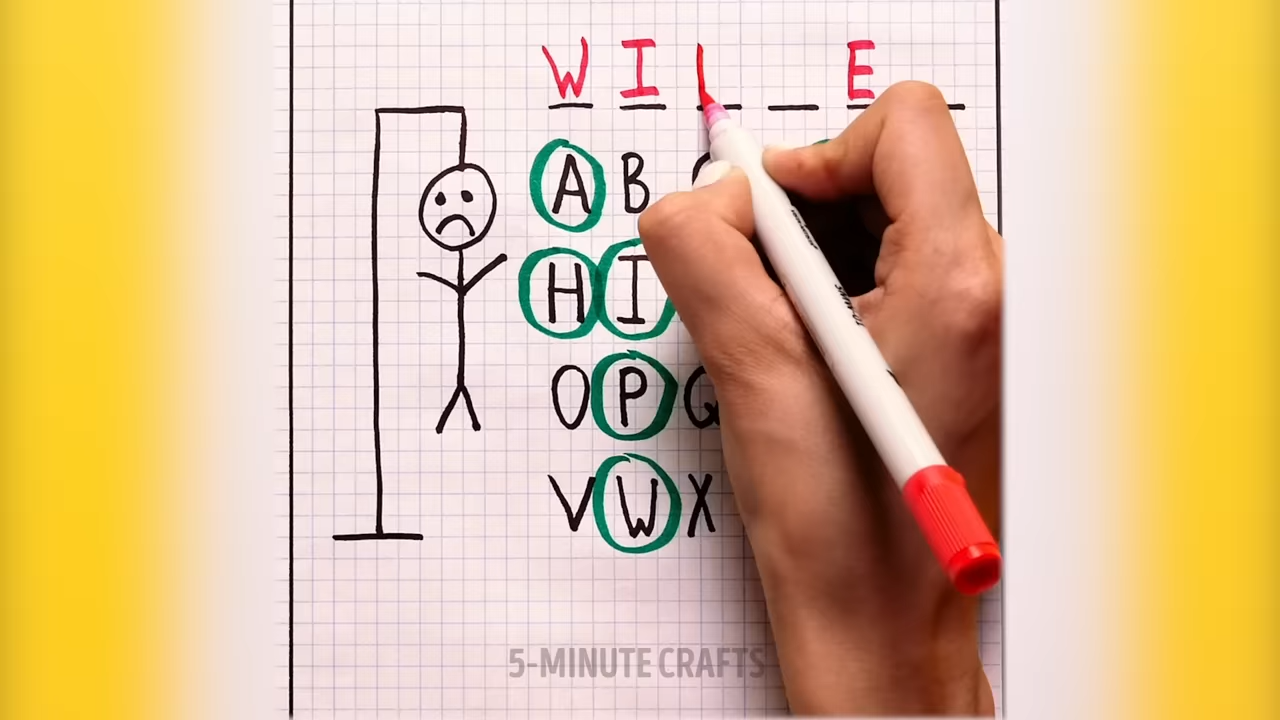 W I _ _ E _
A B
H I
O P Q
V W X
5-MINUTE CRAFTS